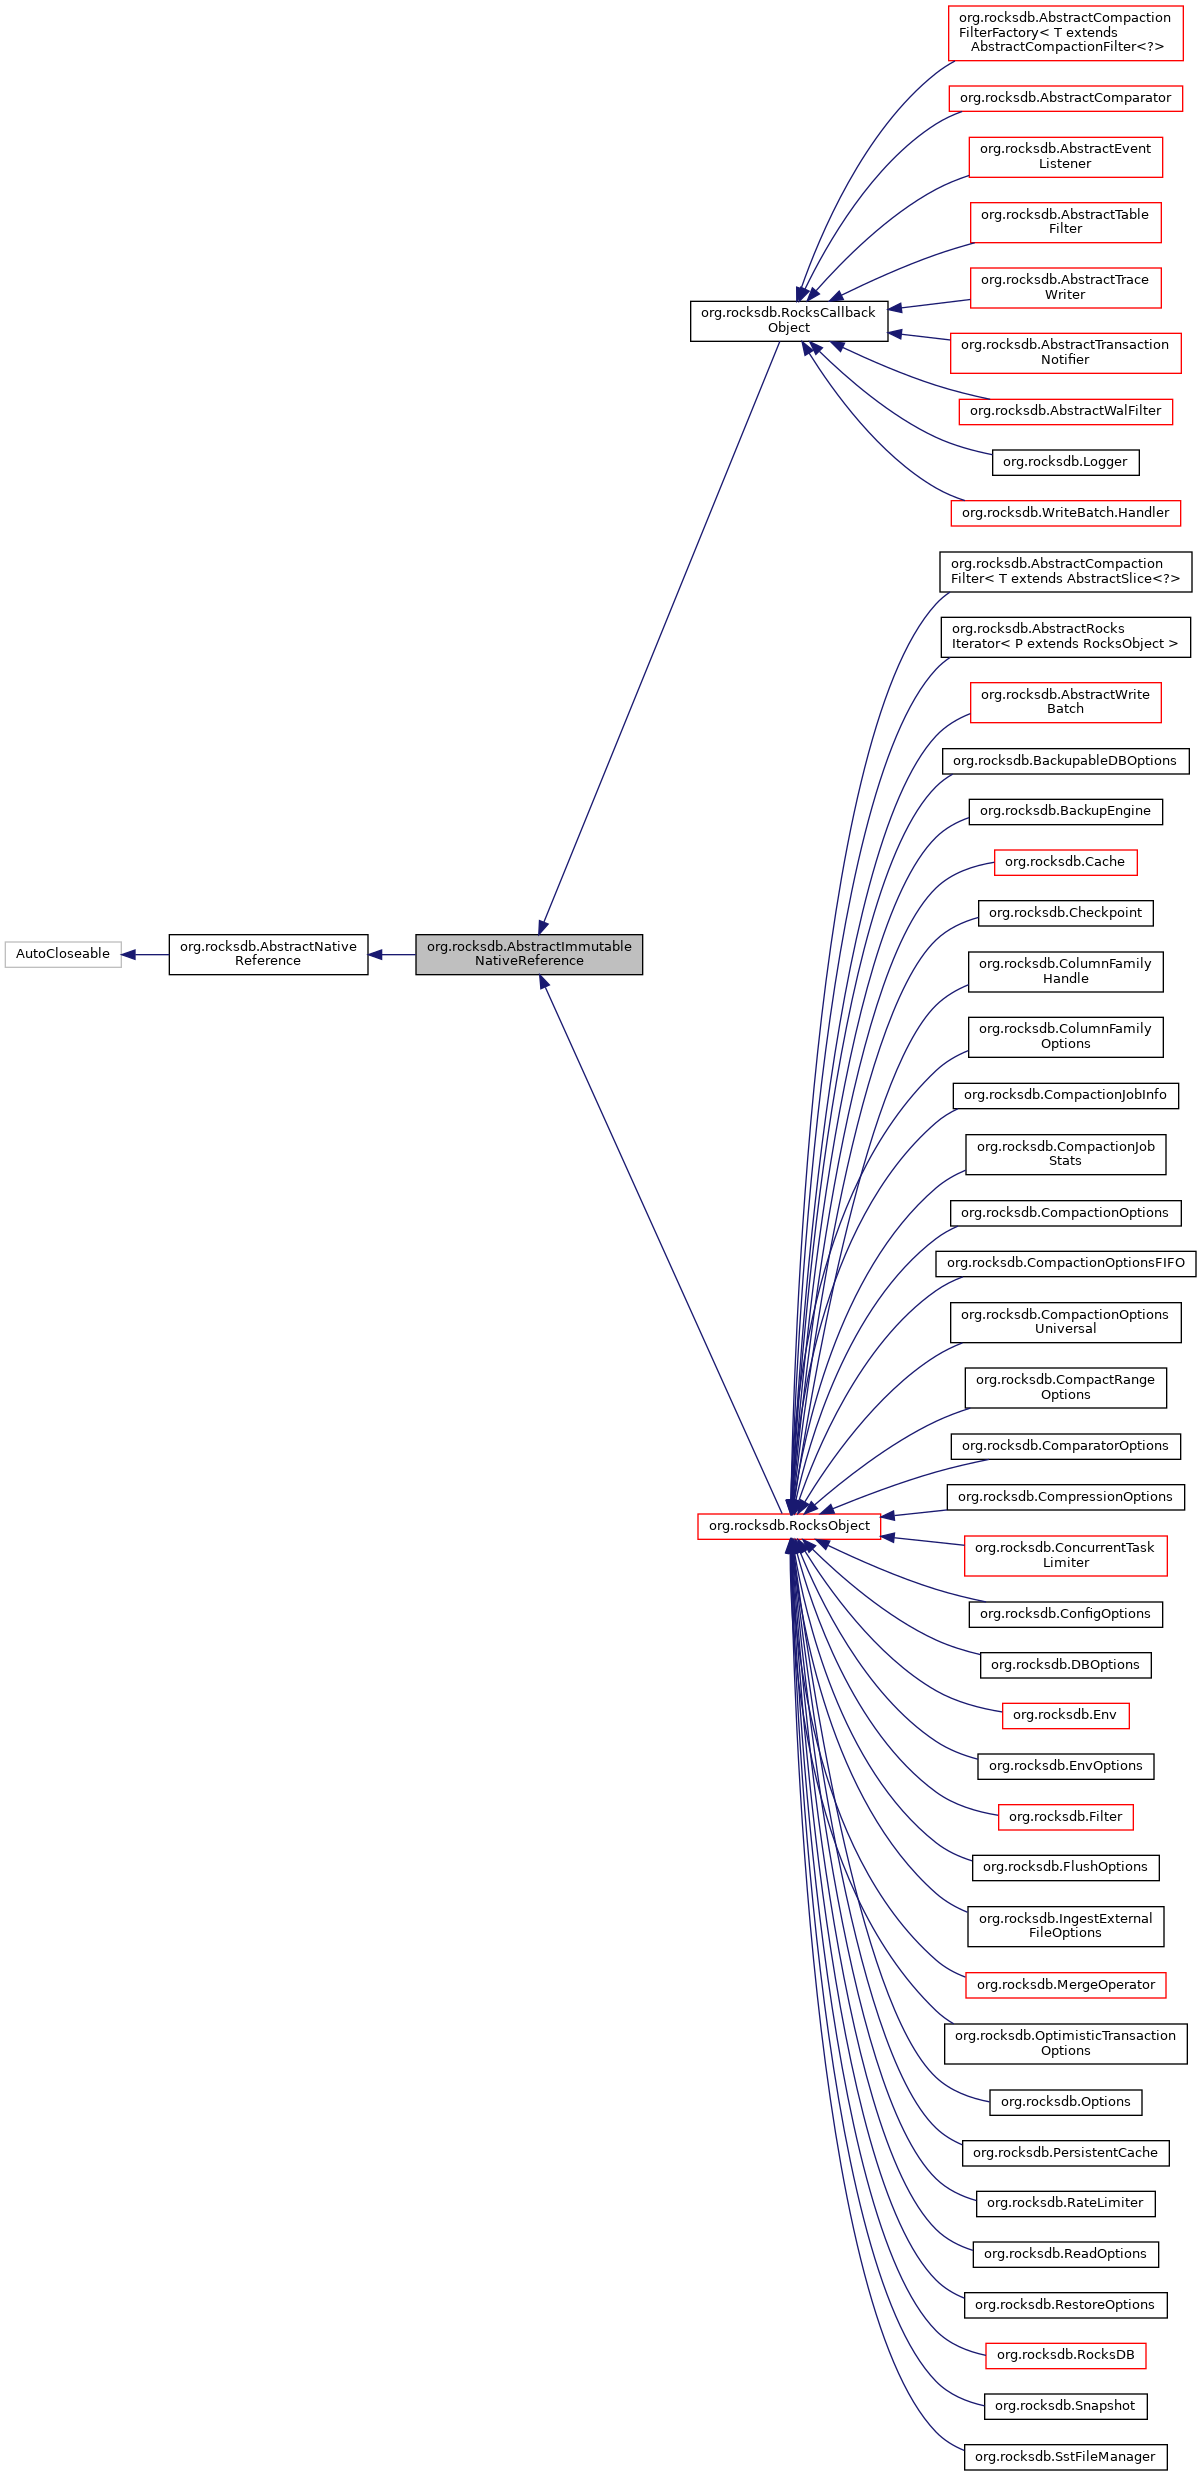 org.rocksdb.AbstractCompaction
FilterFactory< T extends
AbstractCompactionFilter<?>
org.rocksdb.AbstractComparator
org.rocksdb.AbstractEvent
Listener
org.rocksdb.AbstractTable
Filter
org.rocksdb.AbstractTrace
Writer
org.rocksdb.RocksCallback
Object
org.rocksdb.AbstractTransaction
Notifier
org.rocksdb.AbstractWalFilter
org.rocksdb.Logger
org.rocksdb.WriteBatch.Handler
org.rocksdb.AbstractCompaction
Filter< T extends AbstractSlice<?>
org.rocksdb.AbstractRocks
Iterator< P extends RocksObject >
org.rocksdb.AbstractWrite
Batch
org.rocksdb.BackupableDBOptions
org.rocksdb.BackupEngine
org.rocksdb.Cache
org.rocksdb.Checkpoint
AutoCloseable
org.rocksdb.AbstractNative
Reference
org.rocksdb.AbstractImmutable
NativeReference
org.rocksdb.ColumnFamily
Handle
org.rocksdb.ColumnFamily
Options
org.rocksdb.CompactionJobInfo
org.rocksdb.CompactionJob
Stats
org.rocksdb.CompactionOptions
org.rocksdb.CompactionOptionsFIFO
org.rocksdb.CompactionOptions
Universal
org.rocksdb.CompactRange
Options
org.rocksdb.ComparatorOptions
org.rocksdb.CompressionOptions
org.rocksdb.RocksObject
org.rocksdb.ConcurrentTask
Limiter
org.rocksdb.ConfigOptions
org.rocksdb.DBOptions
org.rocksdb.Env
org.rocksdb.EnvOptions
org.rocksdb.Filter
org.rocksdb.FlushOptions
org.rocksdb.IngestExternal
FileOptions
org.rocksdb.MergeOperator
org.rocksdb.OptimisticTransaction
Options
org.rocksdb.Options
org.rocksdb.PersistentCache
org.rocksdb.RateLimiter
org.rocksdb.ReadOptions
org.rocksdb.RestoreOptions
org.rocksdb.RocksDB
org.rocksdb.Snapshot
org.rocksdb.SstFileManager